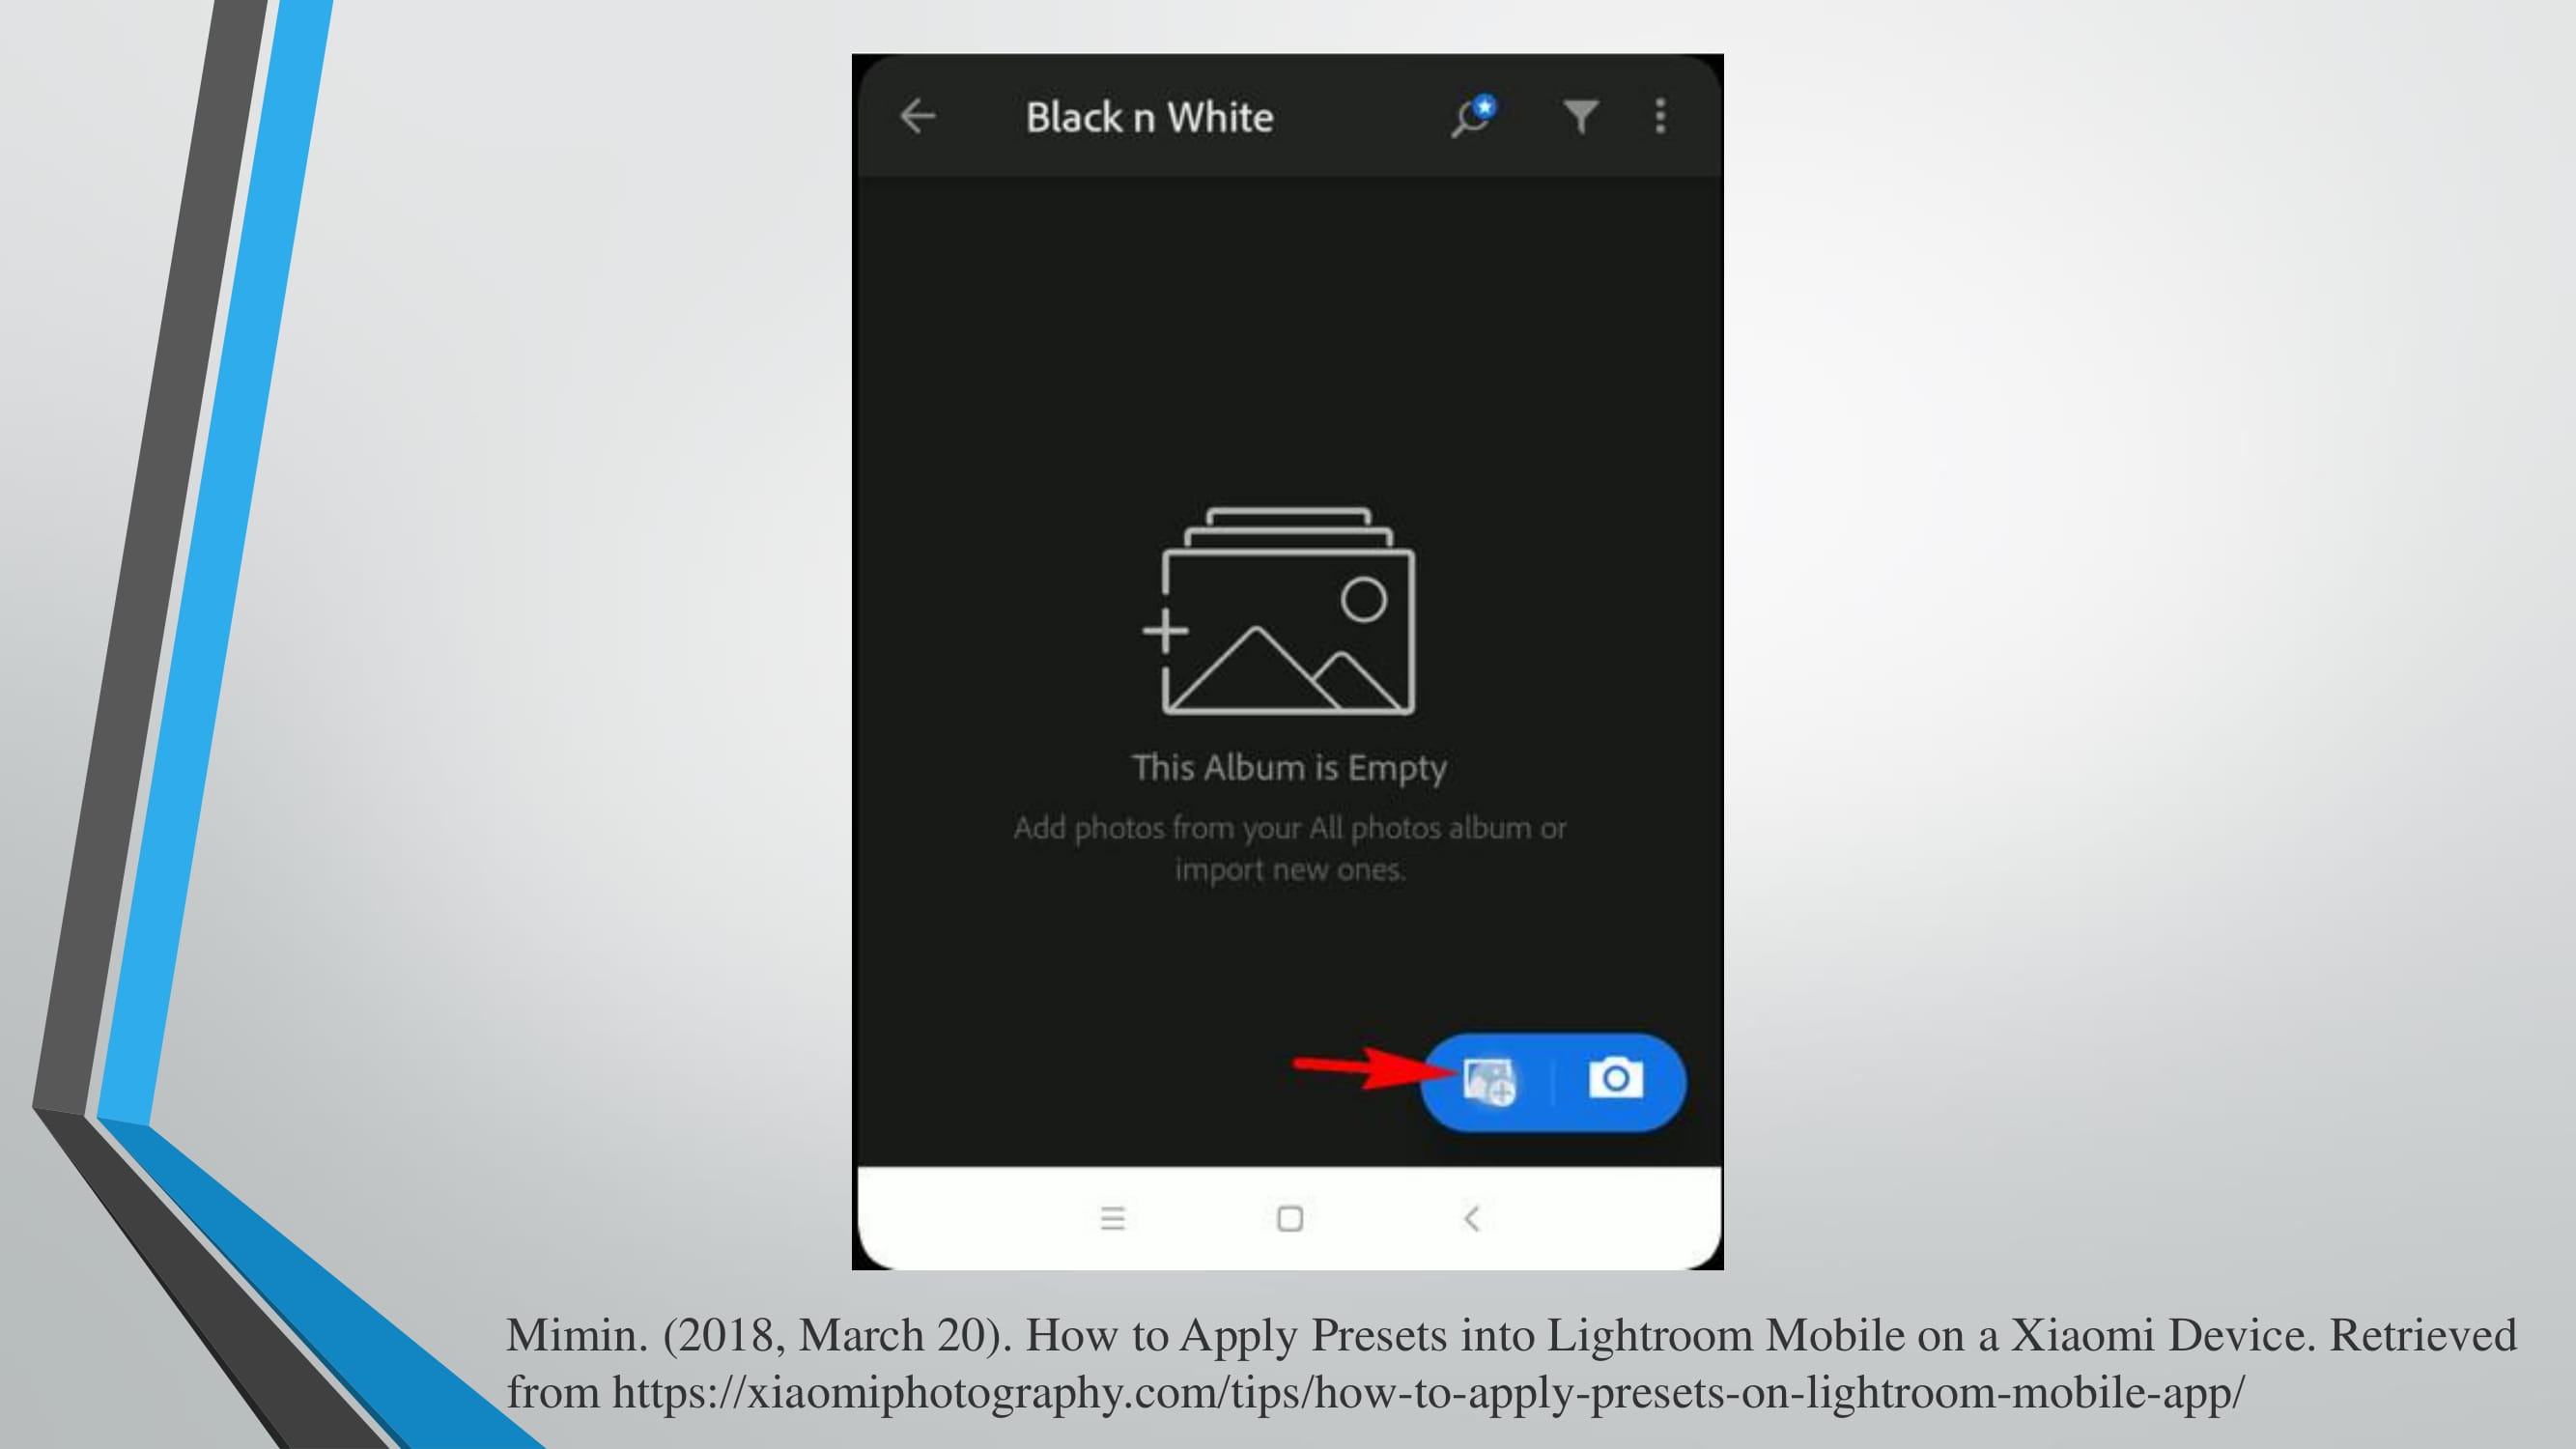 Black n White
This Album is Empty
Add photos from your All photos album or
import new ones.
Mimin. (2018, March 20). How to Apply Presets into Lightroom Mobile on a Xiaomi Device. Retrieved
from https://xiaomiphotography.com/tips/how-to-apply-presets-on-lightroom-mobile-app/